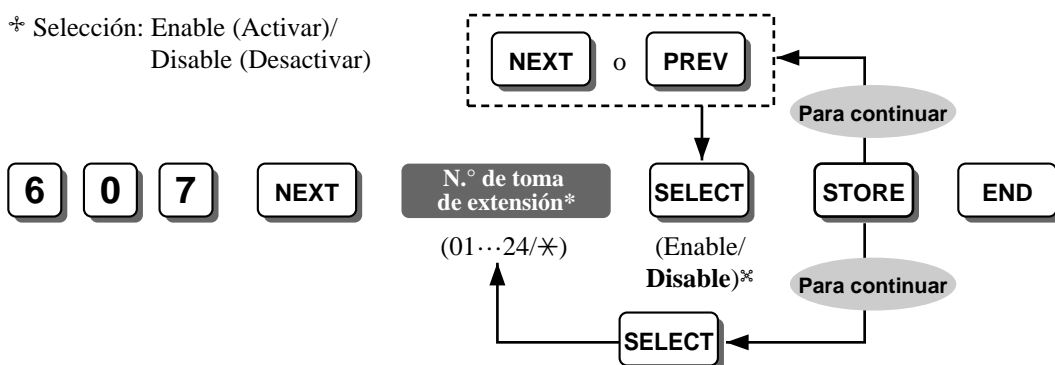 ✢ Selección: Enable (Activar)/
Disable (Desactivar)
NEXT o PREV
Para continuar
6 0 7 NEXT N.° de toma de extensión* SELECT STORE END
(01···24/✳) (Enable/
Disable)⌘
Para continuar
SELECT